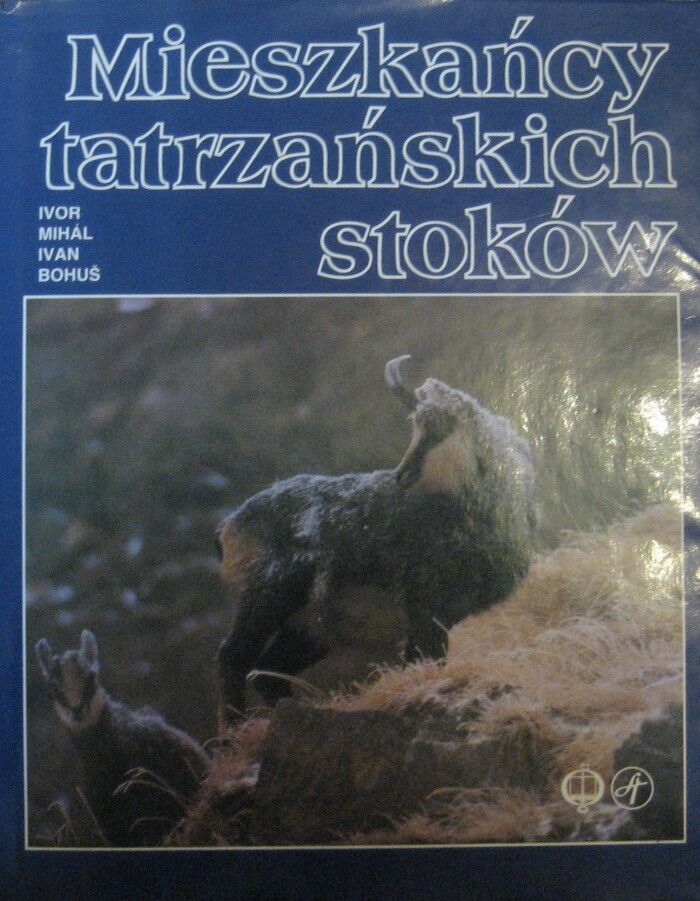 Mieszkańcy
tatrzańskich
stoków
IVOR
MIHÁL
IVAN
BOHUŠ